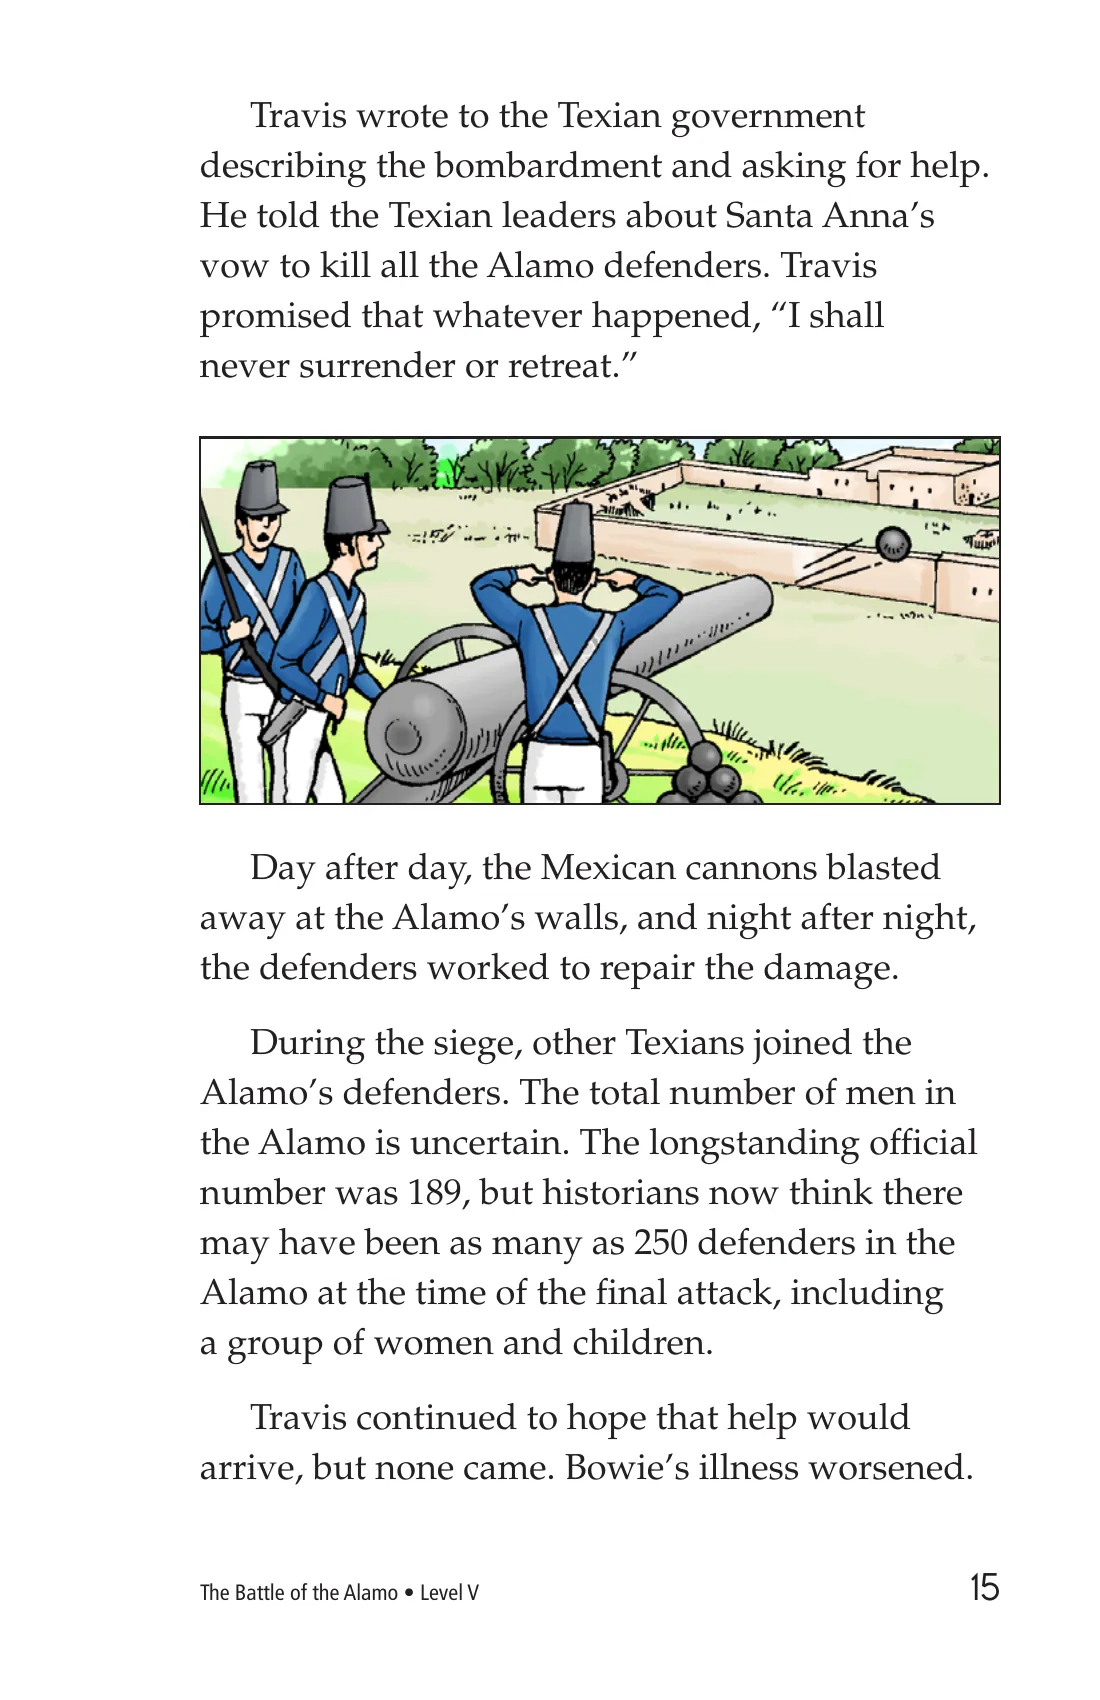 Travis wrote to the Texian government
describing the bombardment and asking for help.
He told the Texian leaders about Santa Anna’s
vow to kill all the Alamo defenders. Travis
promised that whatever happened, “I shall
never surrender or retreat.”
Day after day, the Mexican cannons blasted
away at the Alamo’s walls, and night after night,
the defenders worked to repair the damage.
During the siege, other Texians joined the
Alamo’s defenders. The total number of men in
the Alamo is uncertain. The longstanding official
number was 189, but historians now think there
may have been as many as 250 defenders in the
Alamo at the time of the final attack, including
a group of women and children.
Travis continued to hope that help would
arrive, but none came. Bowie’s illness worsened.
The Battle of the Alamo • Level V 15